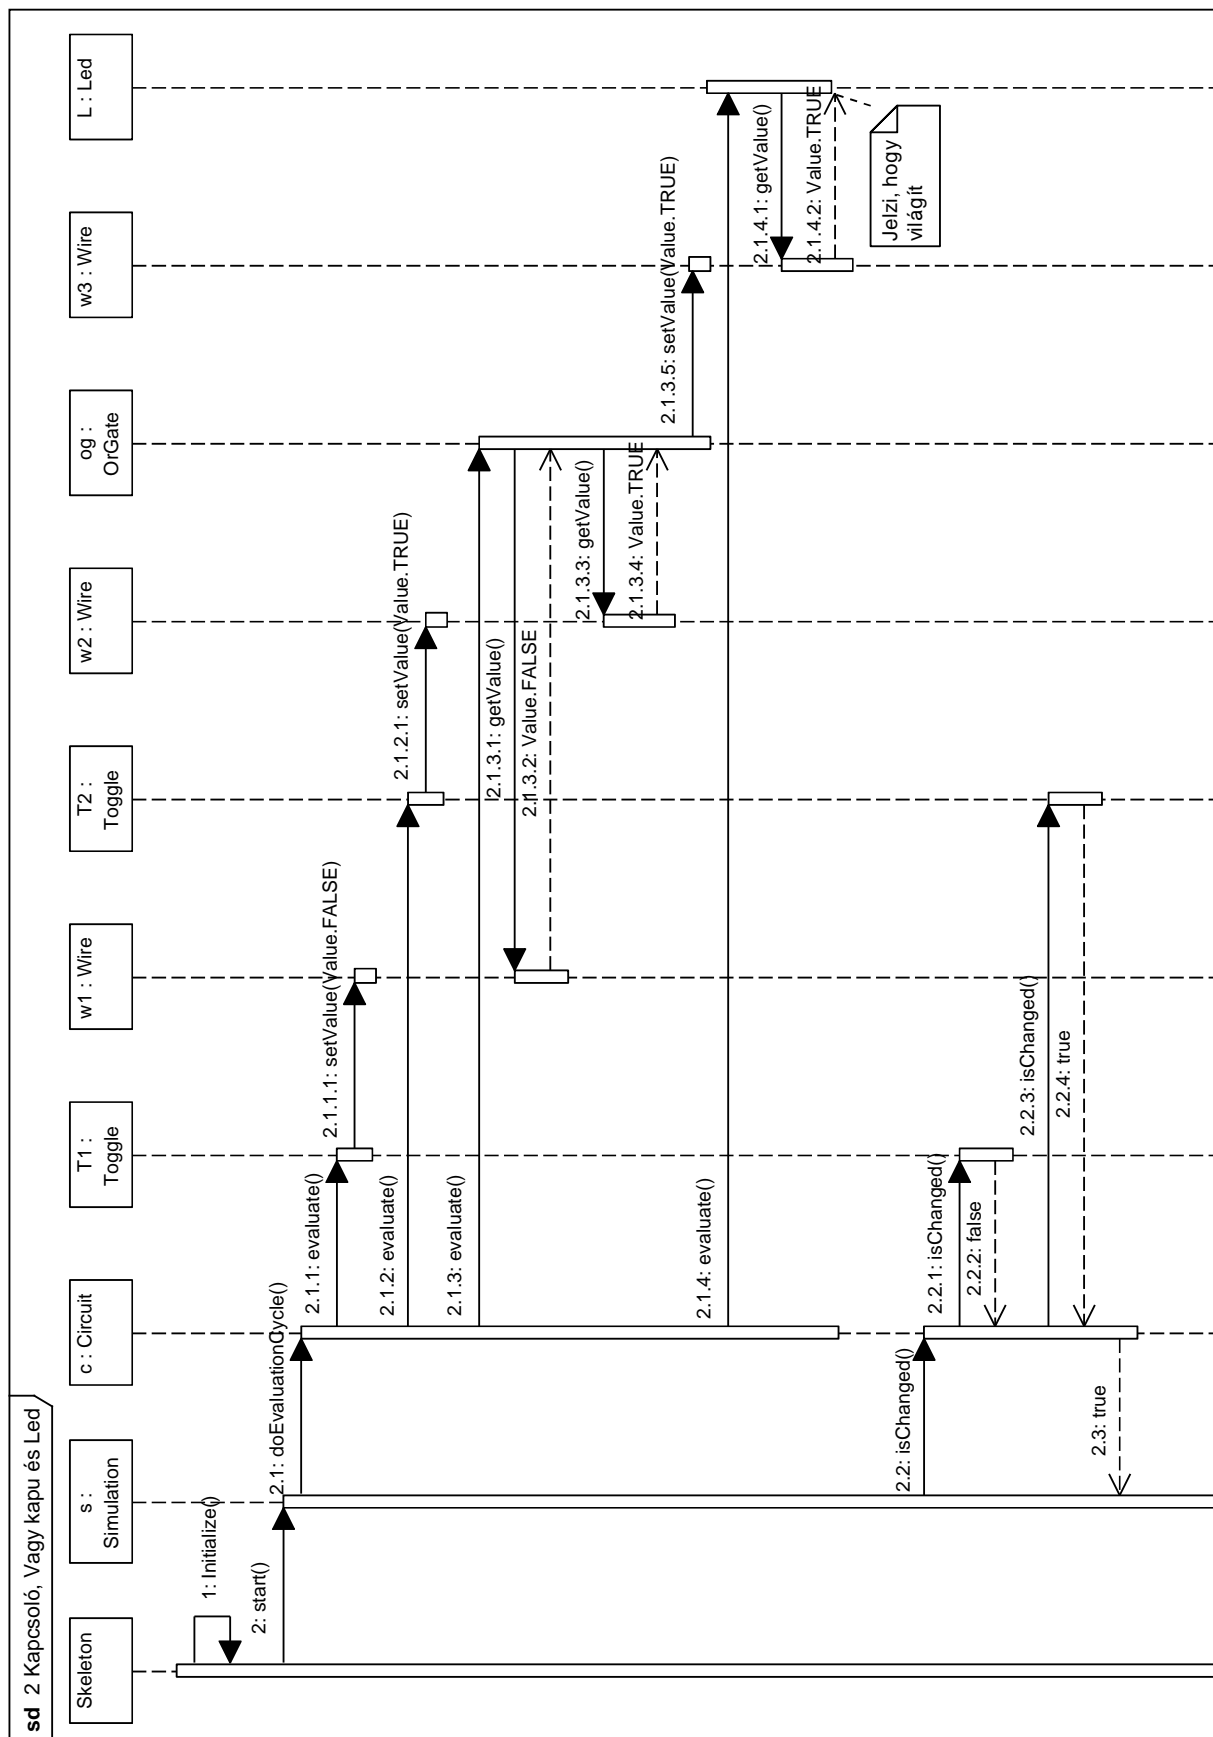 sd 2 Kapcsoló, Vagy kapu és Led
Skeleton
s :
Simulation
c : Circuit
T1 :
Toggle
w1 : Wire
T2 :
Toggle
w2 : Wire
og :
OrGate
w3 : Wire
L : Led
1: Initialize()
2: start()
2.1: doEvaluationCycle()
2.1.1: evaluate()
2.1.1.1: setValue(Value.FALSE)
2.1.2: evaluate()
2.1.2.1: setValue(Value.TRUE)
2.1.3: evaluate()
2.1.3.1: getValue()
2.1.3.2: Value.FALSE
2.1.3.3: getValue()
2.1.3.4: Value.TRUE
2.1.3.5: setValue(Value.TRUE)
2.1.4: evaluate()
2.1.4.1: getValue()
2.1.4.2: Value.TRUE
Jelzi, hogy
világít
2.2: isChanged()
2.2.1: isChanged()
2.2.2: false
2.2.3: isChanged()
2.2.4: true
2.3: true